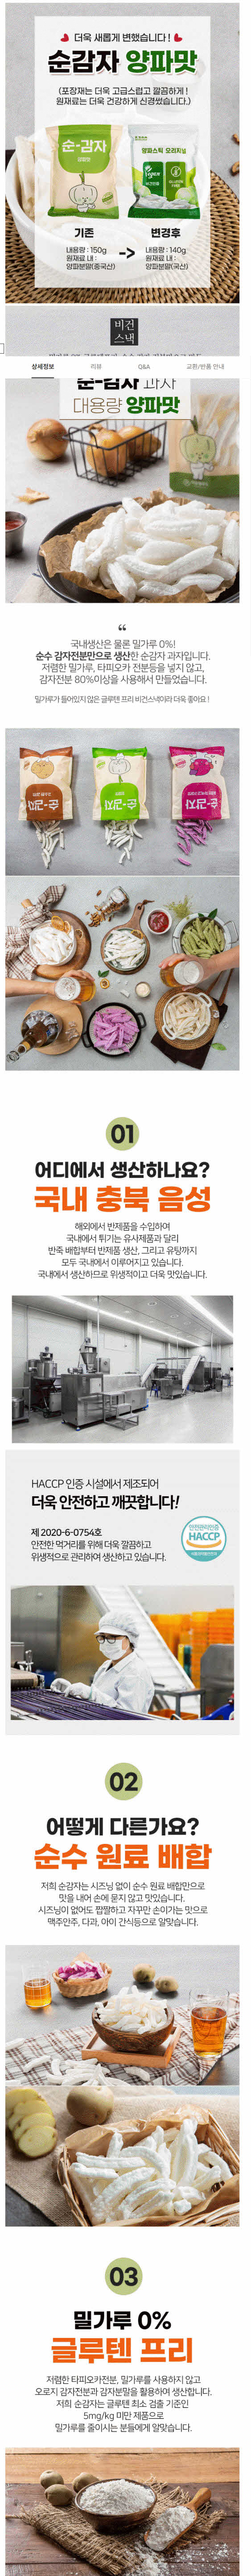 더욱 새롭게 변했습니다!
순감자 양파맛
(포장재는 더욱 고급스럽고 깔끔하게!
원재료는 더욱 건강하게 신경썼습니다.)
순-감자
양파스틱 오리지널
Vegan
기존
변경후
내용량 : 150g
원재료 내 :
양파분말(중국산)
->
내용량 : 140g
원재료 내 :
양파분말(국산)
비건
스낵
상세정보
리뷰
Q&A
교환/반품 안내
순-감자 과자
대용량 양파맛
국내생산은 물론 밀가루 0%!
순수 감자전분만으로 생산한 순감자 과자입니다.
저렴한 밀가루, 타피오카 전분등을 넣지 않고,
감자전분 80%이상을 사용해서 만들었습니다.
밀가루가 들어있지 않은 글루텐 프리 비건스낵이라 더욱 좋아요!
순-감자
순-감자
순-감자
01
어디에서 생산하나요?
국내 충북 음성
해외에서 반제품을 수입하여
국내에서 튀기는 유사제품과 달리
반죽 배합부터 반제품 생산, 그리고 유탕까지
모두 국내에서 이루어지고 있습니다.
국내에서 생산하므로 위생적이고 더욱 맛있습니다.
HACCP 인증 시설에서 제조되어
더욱 안전하고 깨끗합니다!
제 2020-6-0754호
안전한 먹거리를 위해 더욱 깔끔하고
위생적으로 관리하여 생산하고 있습니다.
안전관리인증
HACCP
식품의약품안전처
02
어떻게 다른가요?
순수 원료 배합
저희 순감자는 시즈닝 없이 순수 원료 배합만으로
맛을 내어 손에 묻지 않고 맛있습니다.
시즈닝이 없어도 짭짤하고 자꾸만 손이가는 맛으로
맥주안주, 다과, 아이 간식등으로 알맞습니다.
03
밀가루 0%
글루텐 프리
저렴한 타피오카전분, 밀가루를 사용하지 않고
오로지 감자전분과 감자분말을 활용하여 생산합니다.
저희 순감자는 글루텐 최소 검출 기준인
5mg/kg 미만 제품으로
밀가루를 줄이시는 분들에게 알맞습니다.